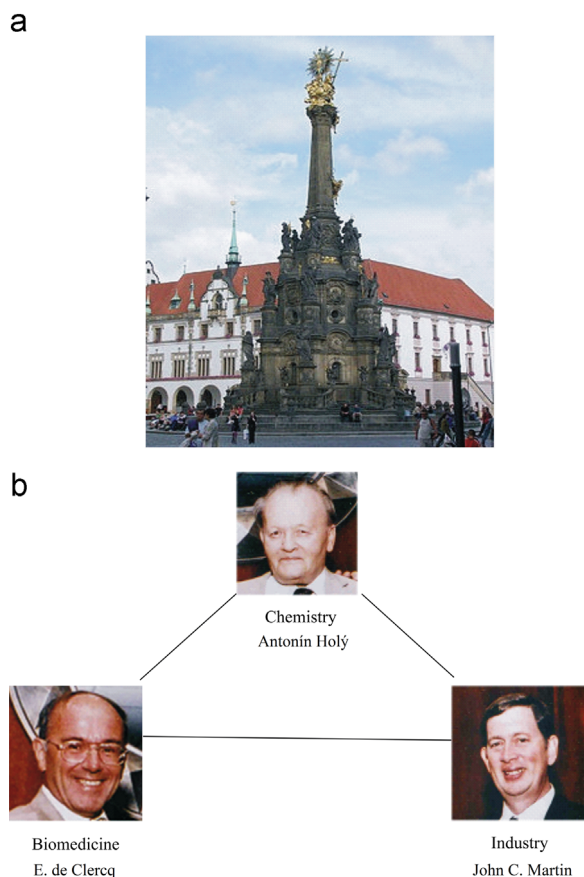 a
b
Chemistry
Antonín Holý
Biomedicine
E. de Clercq
Industry
John C. Martin